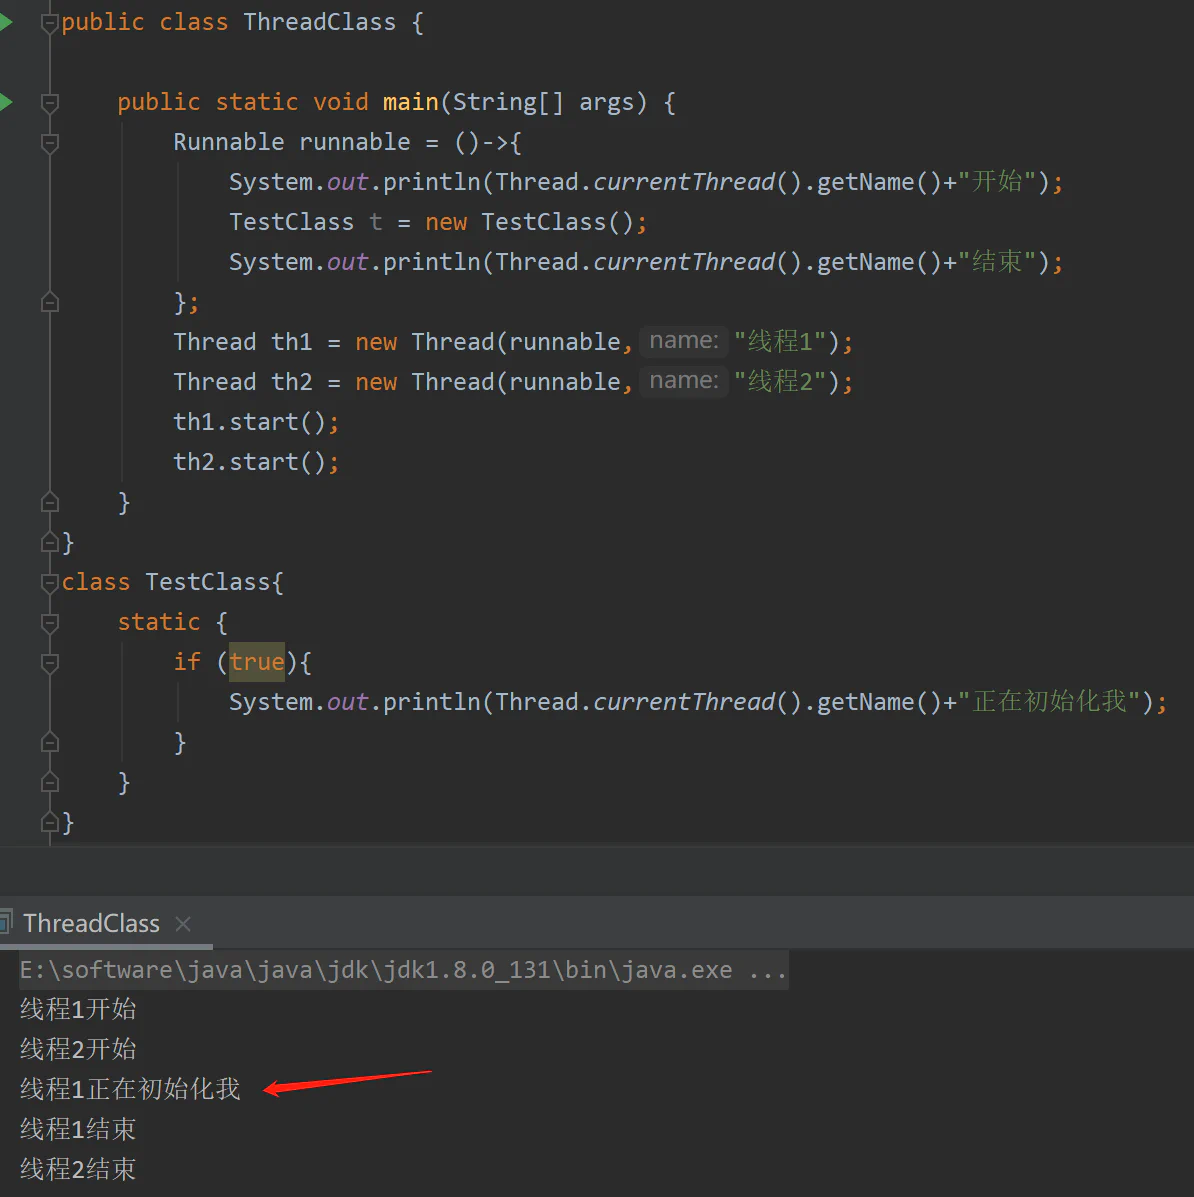 public class ThreadClass {
public static void main(String[] args) {
Runnable runnable = ()->{
System.out.println(Thread.currentThread().getName()+"开始");
TestClass t = new TestClass();
System.out.println(Thread.currentThread().getName()+"结束");
};
Thread th1 = new Thread(runnable, name: "线程1");
Thread th2 = new Thread(runnable, name: "线程2");
th1.start();
th2.start();
}
}
class TestClass{
static {
if (true){
System.out.println(Thread.currentThread().getName()+"正在初始化我");
}
}
}
ThreadClass ×
E:\software\java\java\jdk\jdk1.8.0_131\bin\java.exe ...
线程1开始
线程2开始
线程1正在初始化我
线程1结束
线程2结束